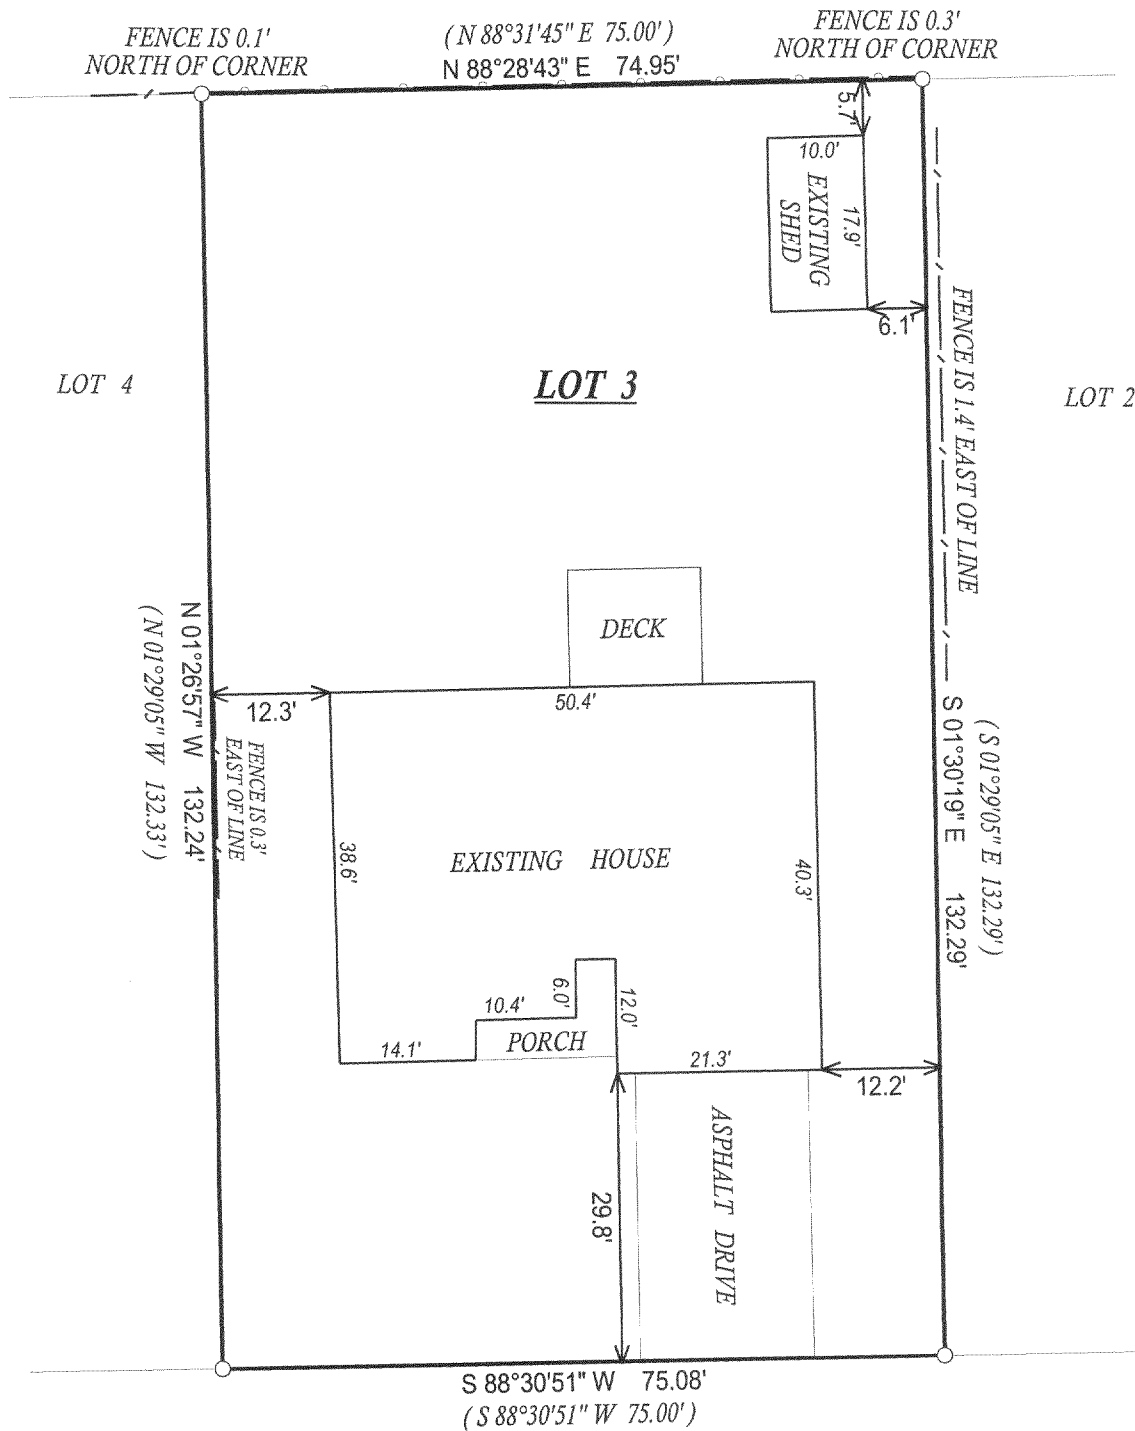 FENCE IS 0.1'
NORTH OF CORNER
( N 88°31'45" E 75.00' )
N 88°28'43" E 74.95'
FENCE IS 0.3'
NORTH OF CORNER
5.7'
10.0'
EXISTING
SHED
17.9'
6.1'
FENCE IS 1.4' EAST OF LINE
LOT 4
LOT 3
LOT 2
DECK
50.4'
12.3'
N 01°26'57" W 132.24'
( N 01°29'05" W 132.33' )
FENCE IS 0.3'
EAST OF LINE
( S 01°29'05" E 132.29' )
S 01°30'19" E 132.29'
38.6'
EXISTING HOUSE
40.3'
6.0'
12.0'
10.4'
PORCH
14.1'
21.3'
12.2'
ASPHALT DRIVE
29.8'
S 88°30'51" W 75.08'
( S 88°30'51" W 75.00' )